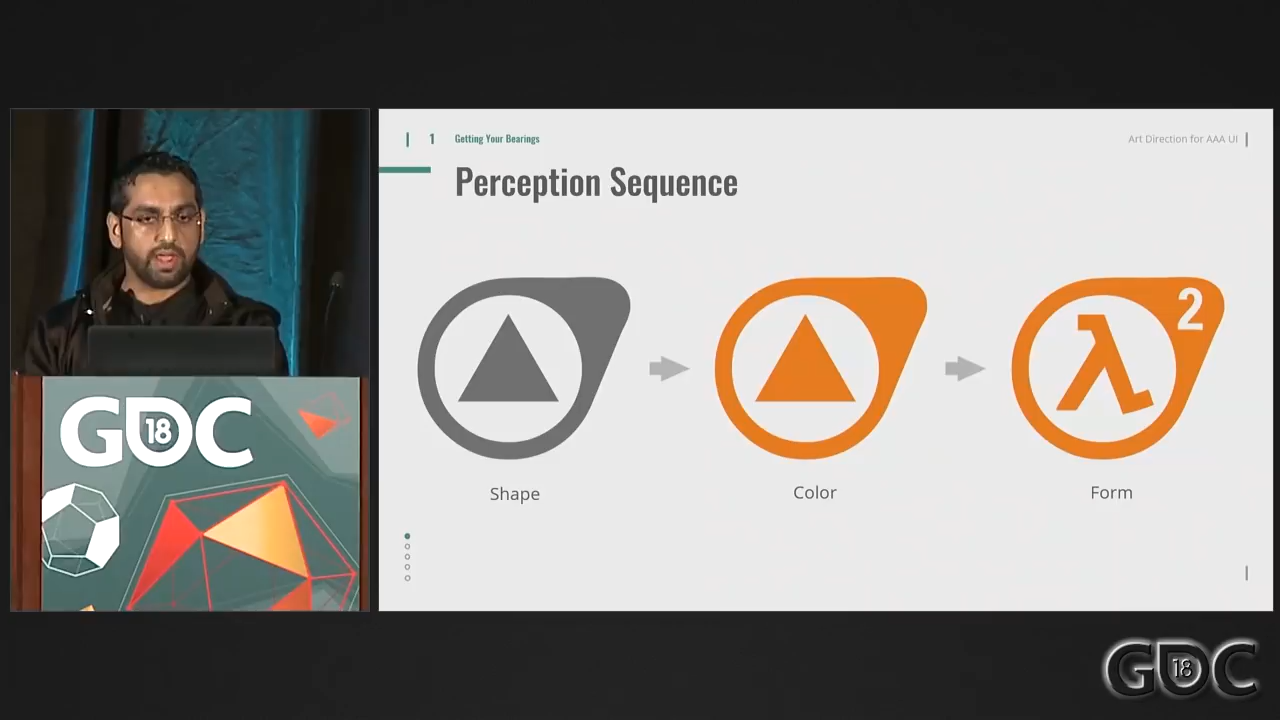 1 Getting Your Bearings
Art Direction for AAA UI
Perception Sequence
2
λ
Shape
Color
Form
GDC
18
GDC
18